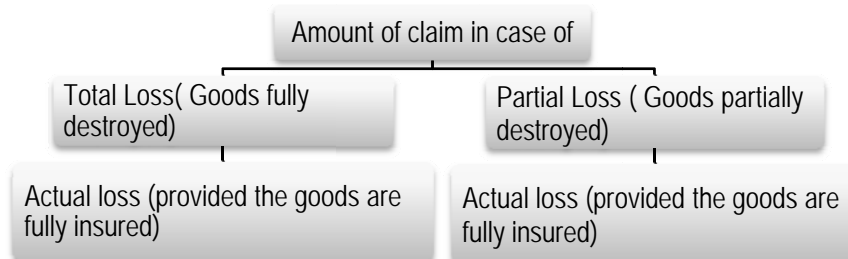 Amount of claim in case of
Total Loss( Goods fully
destroyed)
Partial Loss ( Goods partially
destroyed)
Actual loss (provided the goods are
fully insured)
Actual loss (provided the goods are
fully insured)